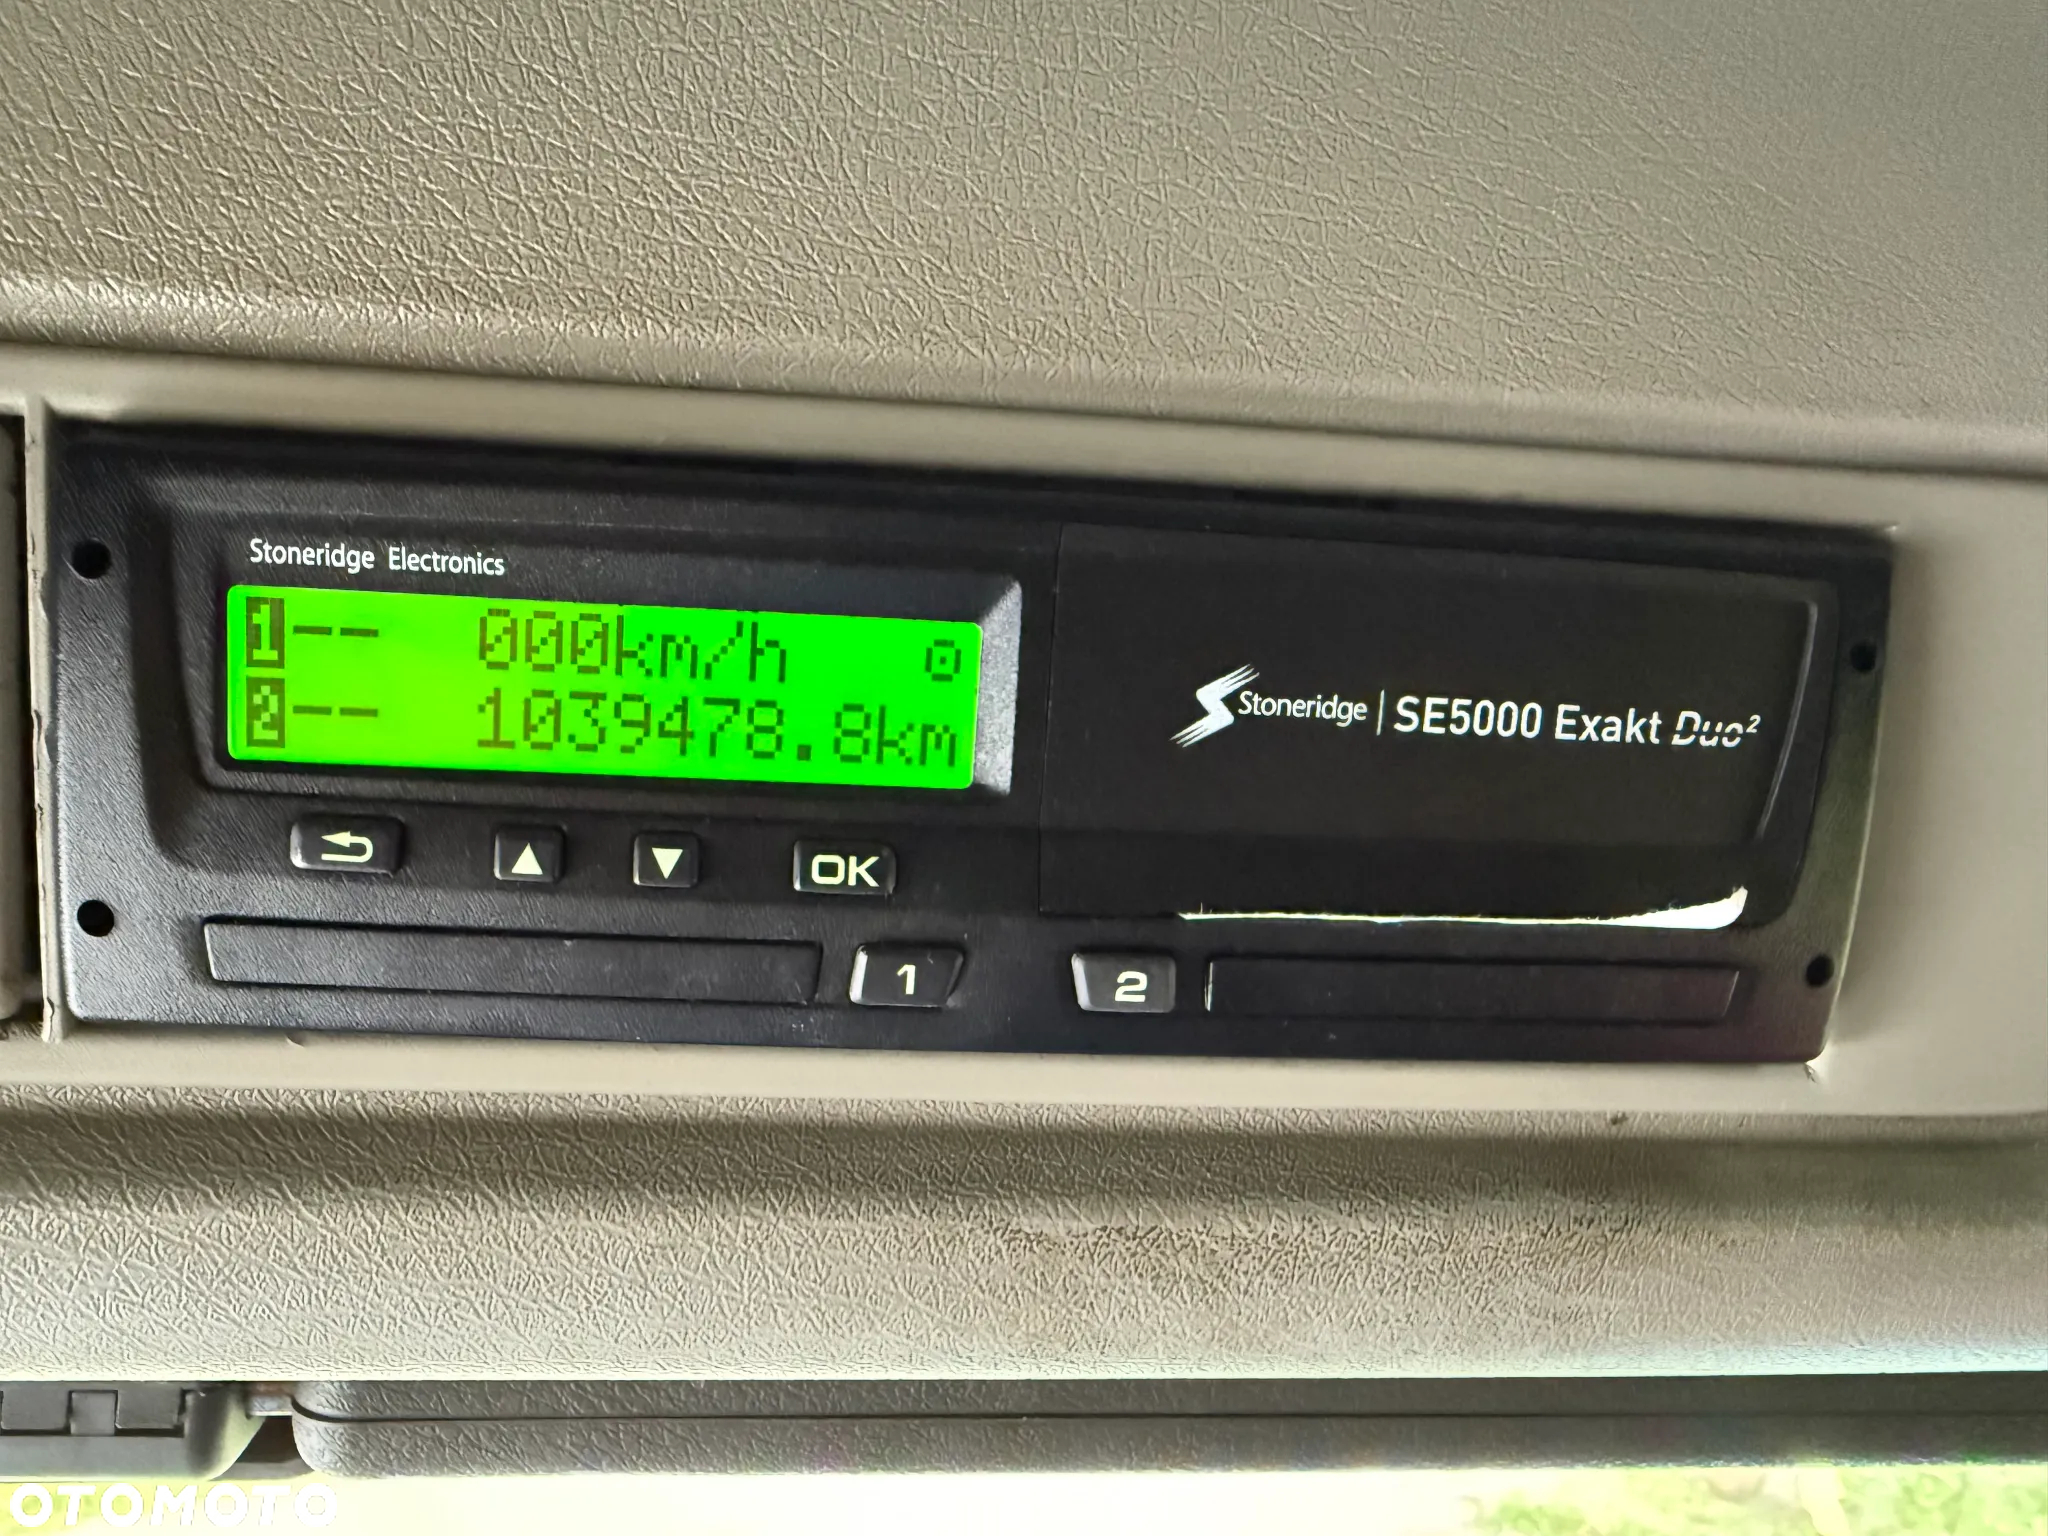 Stoneridge Electronics
1-- 000km/h
2-- 1039478.8km
Stoneridge | SE5000 Exakt Duo²
OK
1
2
OTOMOTO